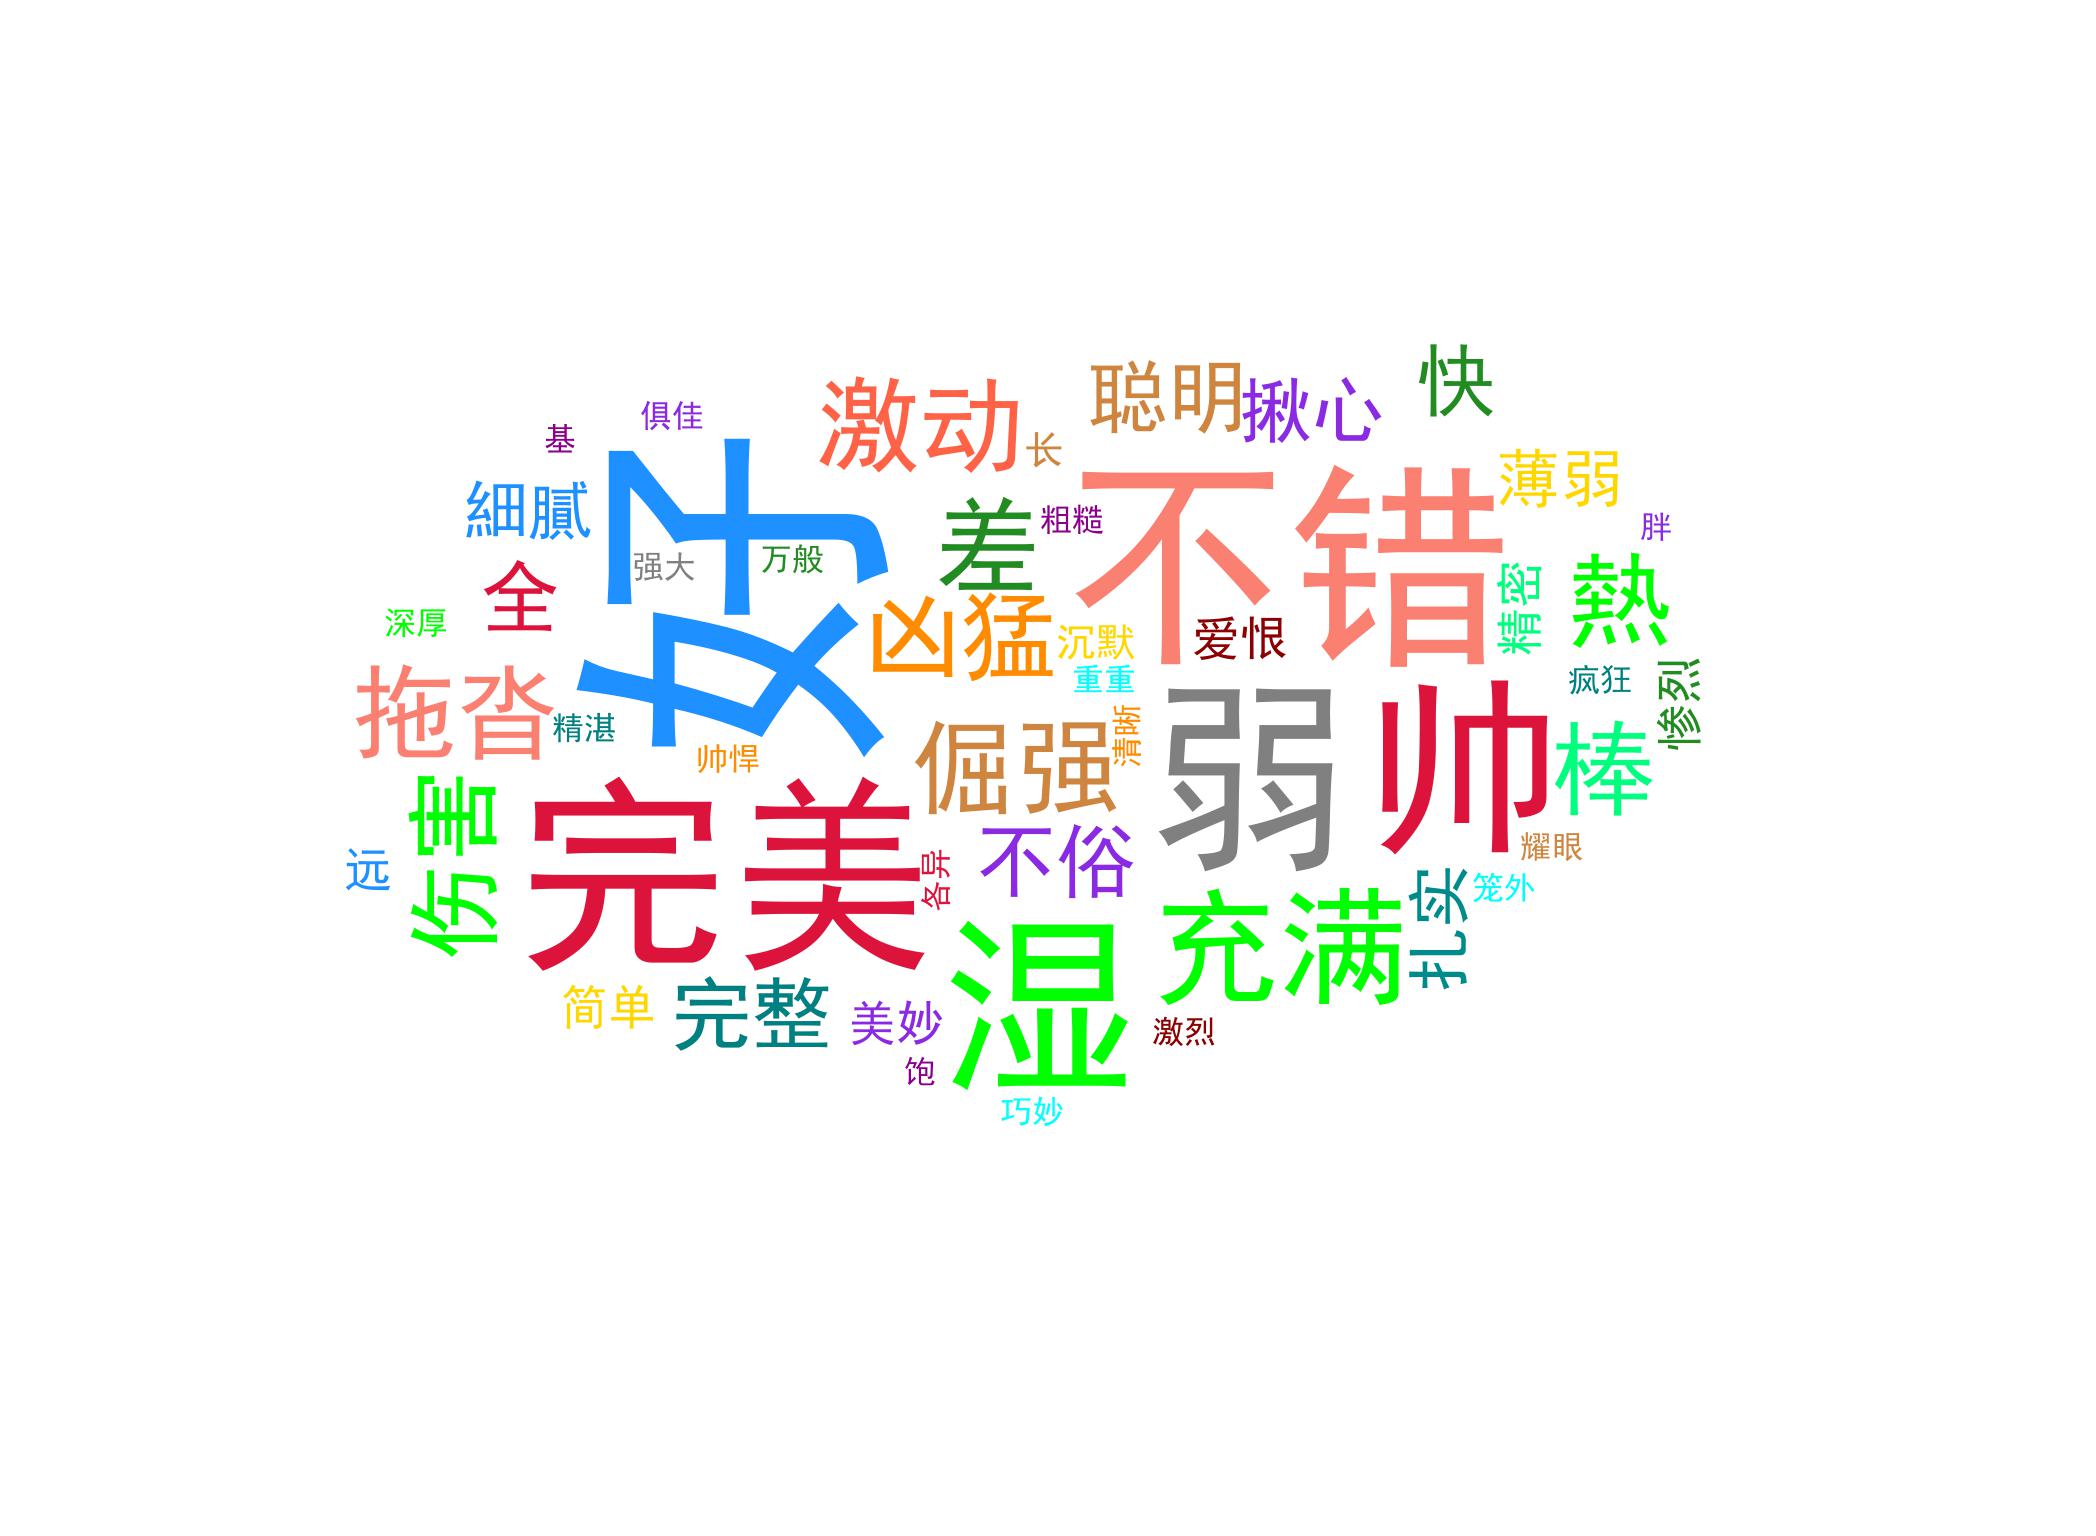 快
聪明
揪心
激动
俱佳
基
长
薄弱
不错
好
細膩
差
粗糙
胖
强大
万般
全
精密
熱
深厚
凶猛
沉默
爱恨
重重
疯狂
惨烈
拖沓
精湛
帅悍
倔强
清晰
弱
帅
棒
伤害
远
完美
各异
不俗
耀眼
笼外
扎实
充满
湿
简单
完整
美妙
激烈
饱
巧妙